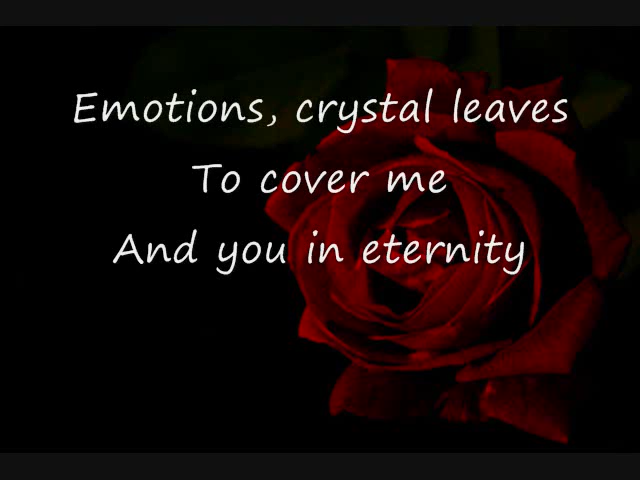 Emotions, crystal leaves
To cover me
And you in eternity